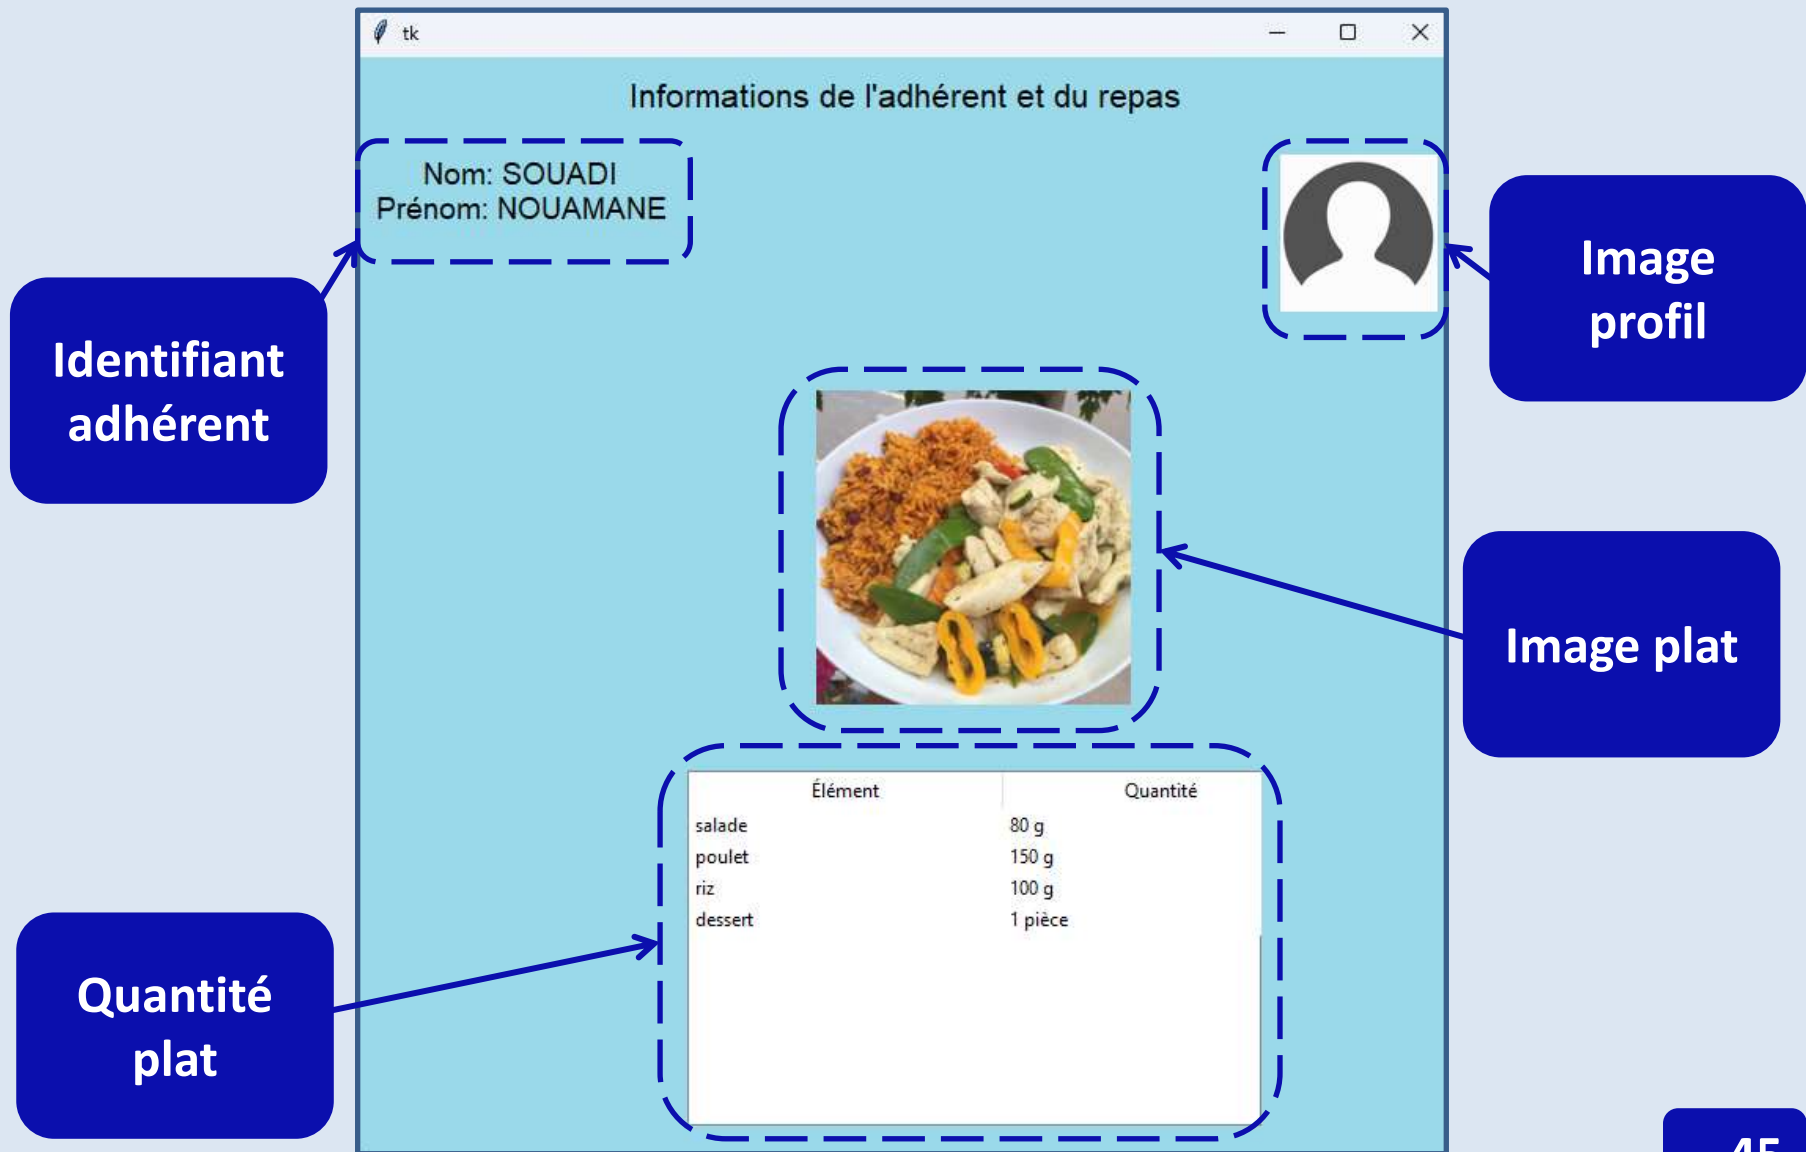 tk
Informations de l'adhérent et du repas
Nom: SOUADI
Prénom: NOUAMANE
Identifiant
adhérent
Image
profil
Image plat
Élément Quantité
salade 80 g
poulet 150 g
riz 100 g
dessert 1 pièce
Quantité
plat
45